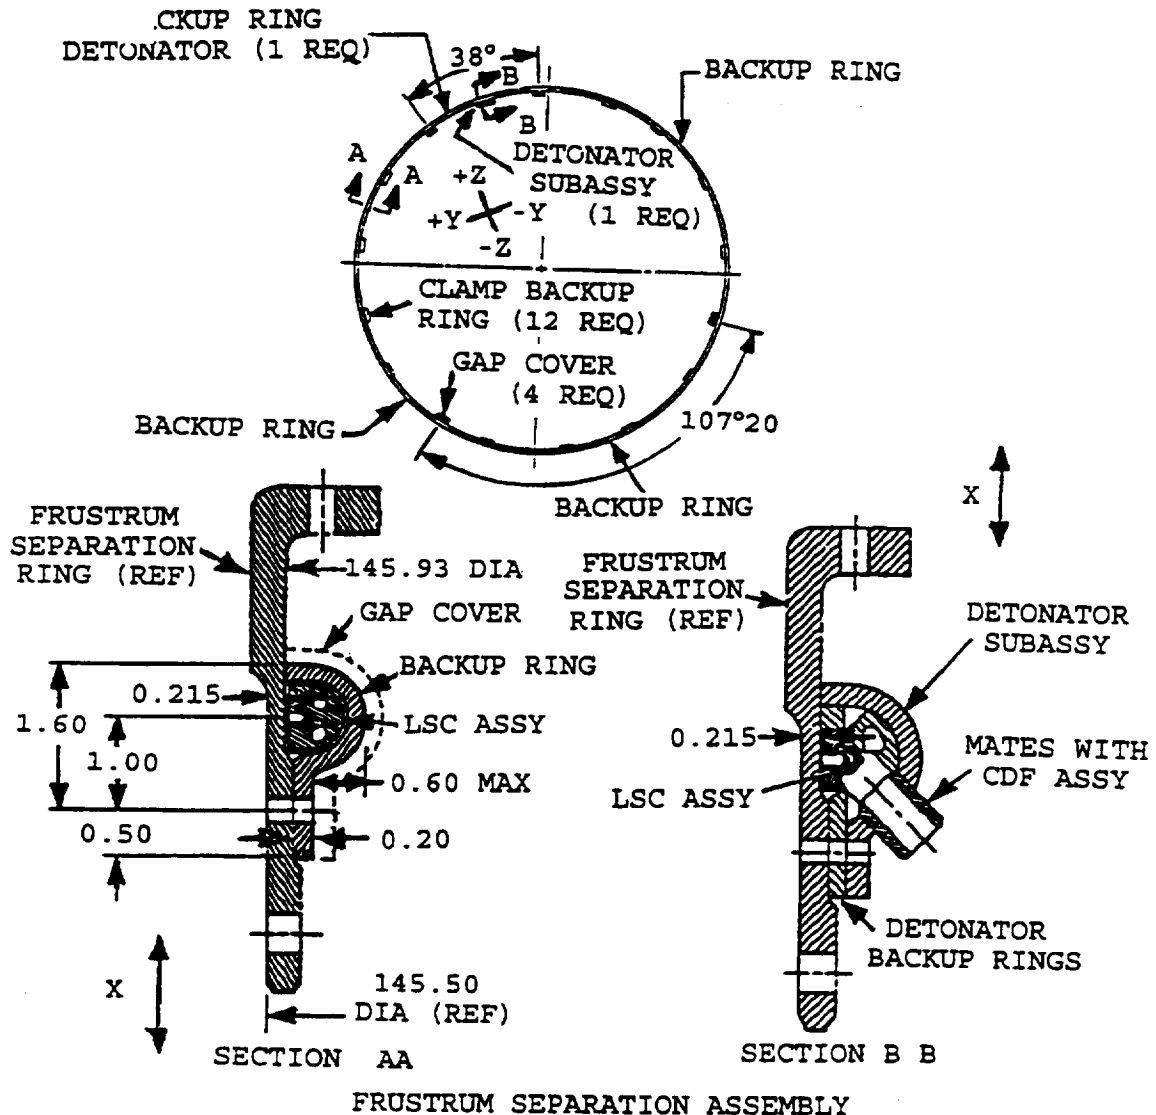 .CKUP RING
DETONATOR (1 REQ)
38°
B
BACKUP RING
B
DETONATOR
SUBASSY
(1 REQ)
A
A
+Z
+Y
-Y
-Z
CLAMP BACKUP
RING (12 REQ)
GAP COVER
(4 REQ)
107°20
BACKUP RING
BACKUP RING
X
FRUSTRUM
SEPARATION
RING (REF)
145.93 DIA
GAP COVER
BACKUP RING
0.215
1.60
LSC ASSY
1.00
0.60 MAX
0.50
0.20
X
145.50
DIA (REF)
SECTION AA
FRUSTRUM
SEPARATION
RING (REF)
DETONATOR
SUBASSY
0.215
MATES WITH
CDF ASSY
LSC ASSY
DETONATOR
BACKUP RINGS
SECTION B B
FRUSTRUM SEPARATION ASSEMBLY